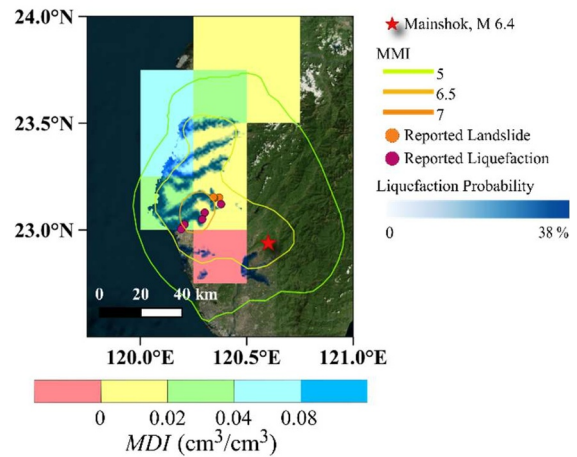 24.0°N
23.5°N
23.0°N
0 20 40 km
120.0°E 120.5°E 121.0°E
0 0.02 0.04 0.08
MDI (cm³/cm³)
Mainshok, M 6.4
MMI
5
6.5
7
Reported Landslide
Reported Liquefaction
Liquefaction Probability
0 38 %